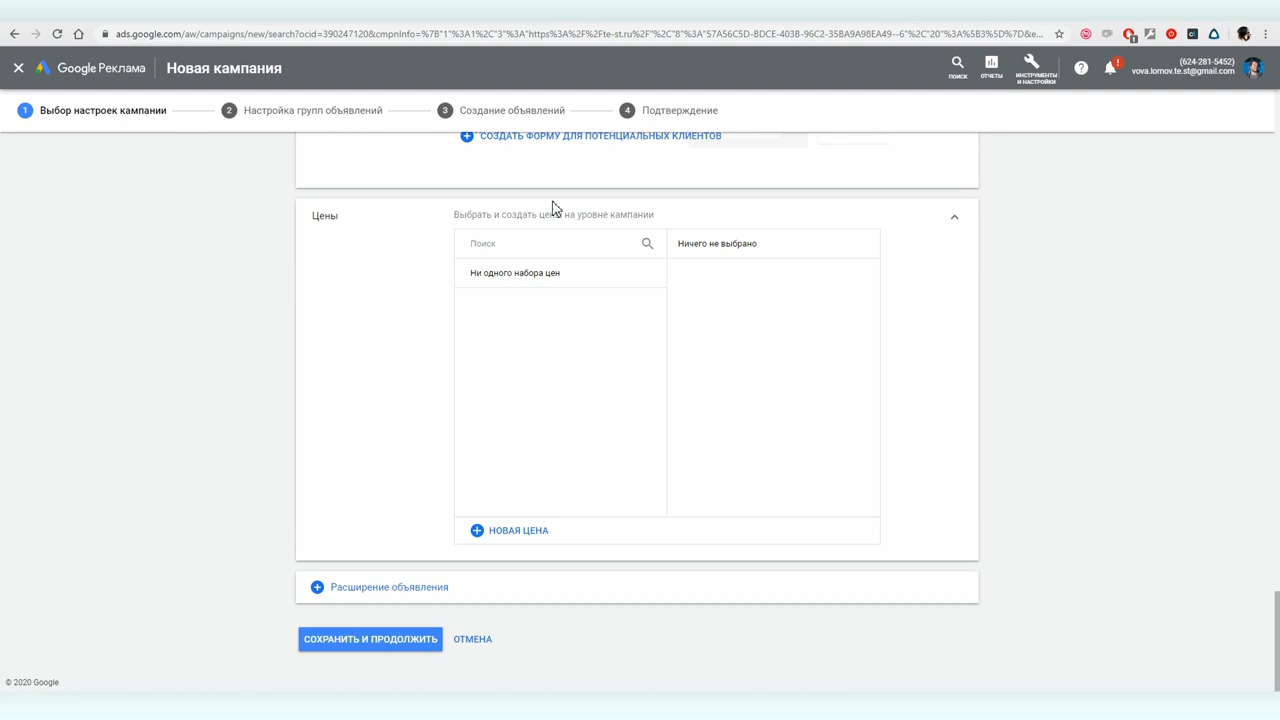 ads.google.com/aw/campaigns/new/search?ocid=390247120&cmpnInfo=%7B"1"%3A1%2C"3"%3A"https%3A%2F%2Fte-st.ru"%2C"8"%3A"57A56C5D-BDCE-403B-96C2-35BA9A98EA49--6"%2C"20"%3A%5B%3A5D%7D&e...
Google Реклама
Новая кампания
ПОИСК
ОТЧЕТЫ
ИНСТРУМЕНТЫ
И НАСТРОЙКИ
(624-281-5452)
vova.lomov.te.st@gmail.com
1 Выбор настроек кампании
2 Настройка групп объявлений
3 Создание объявлений
4 Подтверждение
СОЗДАТЬ ФОРМУ ДЛЯ ПОТЕНЦИАЛЬНЫХ КЛИЕНТОВ
Цены
Выбрать и создать цены на уровне кампании
Поиск
Ничего не выбрано
Ни одного набора цен
НОВАЯ ЦЕНА
Расширение объявления
СОХРАНИТЬ И ПРОДОЛЖИТЬ
ОТМЕНА
© 2020 Google